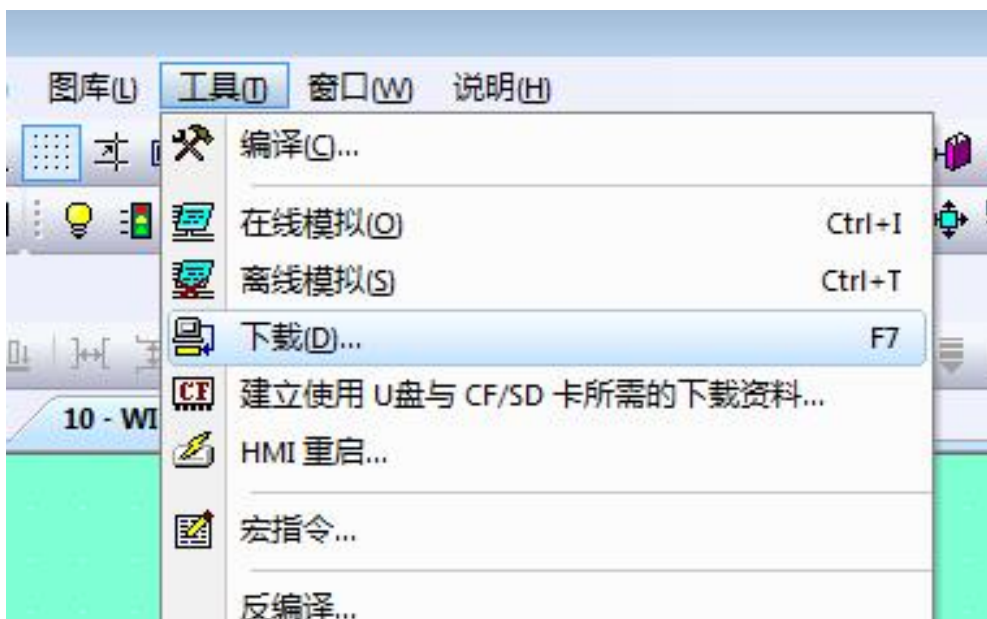 图库(L) 工具(T) 窗口(W) 说明(H)
编译(C)...
在线模拟(O) Ctrl+I
离线模拟(S) Ctrl+T
下载(D)... F7
CF 建立使用 U盘与 CF/SD 卡所需的下载资料...
10 - WI
HMI 重启...
宏指令...
反编译...